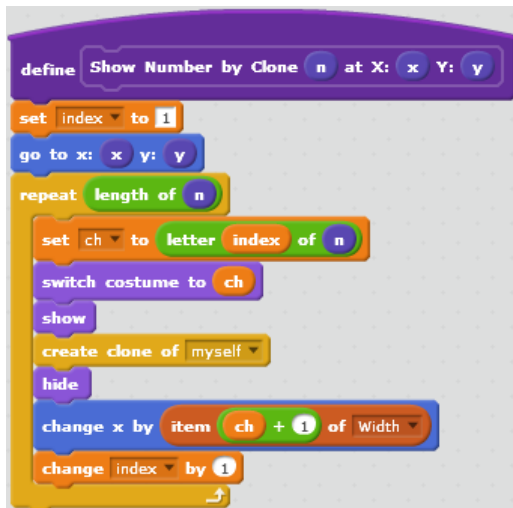 define Show Number by Clone n at X: x Y: y
set index to 1
go to x: x y: y
repeat length of n
set ch to letter index of n
switch costume to ch
show
create clone of myself
hide
change x by item ch + 1 of Width
change index by 1